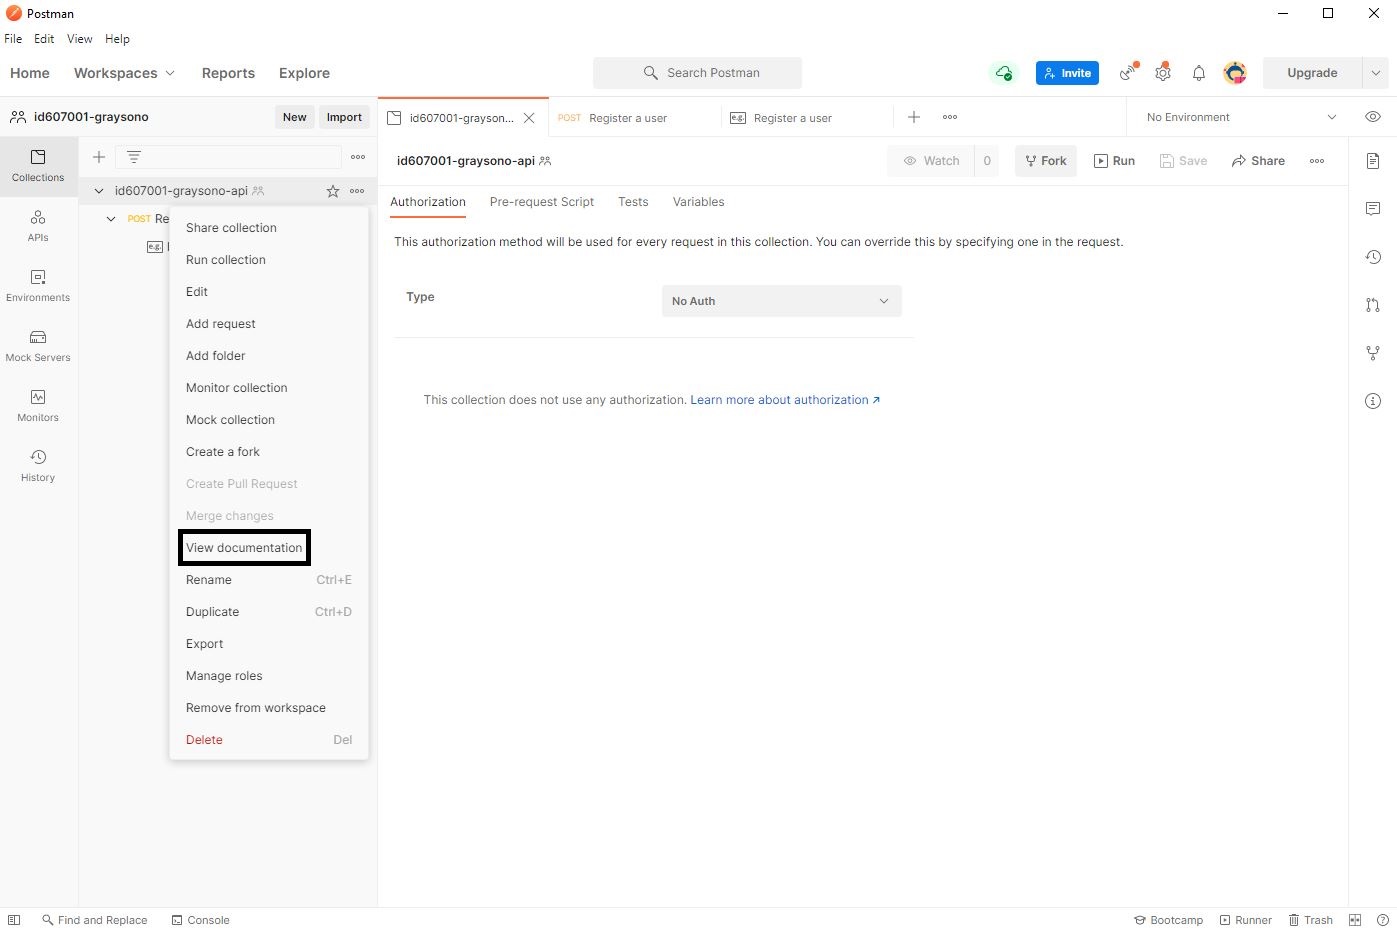 Postman
File Edit View Help
Home Workspaces Reports Explore Search Postman Invite Upgrade
id607001-graysono New Import id607001-grayson... POST Register a user e.g. Register a user No Environment
Collections
id607001-graysono-api Watch 0 Fork Run Save Share
id607001-graysono-api
Authorization Pre-request Script Tests Variables
POST Re
e.g.
This authorization method will be used for every request in this collection. You can override this by specifying one in the request.
Type No Auth
This collection does not use any authorization. Learn more about authorization
APIs
Environments
Mock Servers
Monitors
History
Share collection
Run collection
Edit
Add request
Add folder
Monitor collection
Mock collection
Create a fork
Create Pull Request
Merge changes
View documentation
Rename Ctrl+E
Duplicate Ctrl+D
Export
Manage roles
Remove from workspace
Delete Del
Find and Replace Console Bootcamp Runner Trash